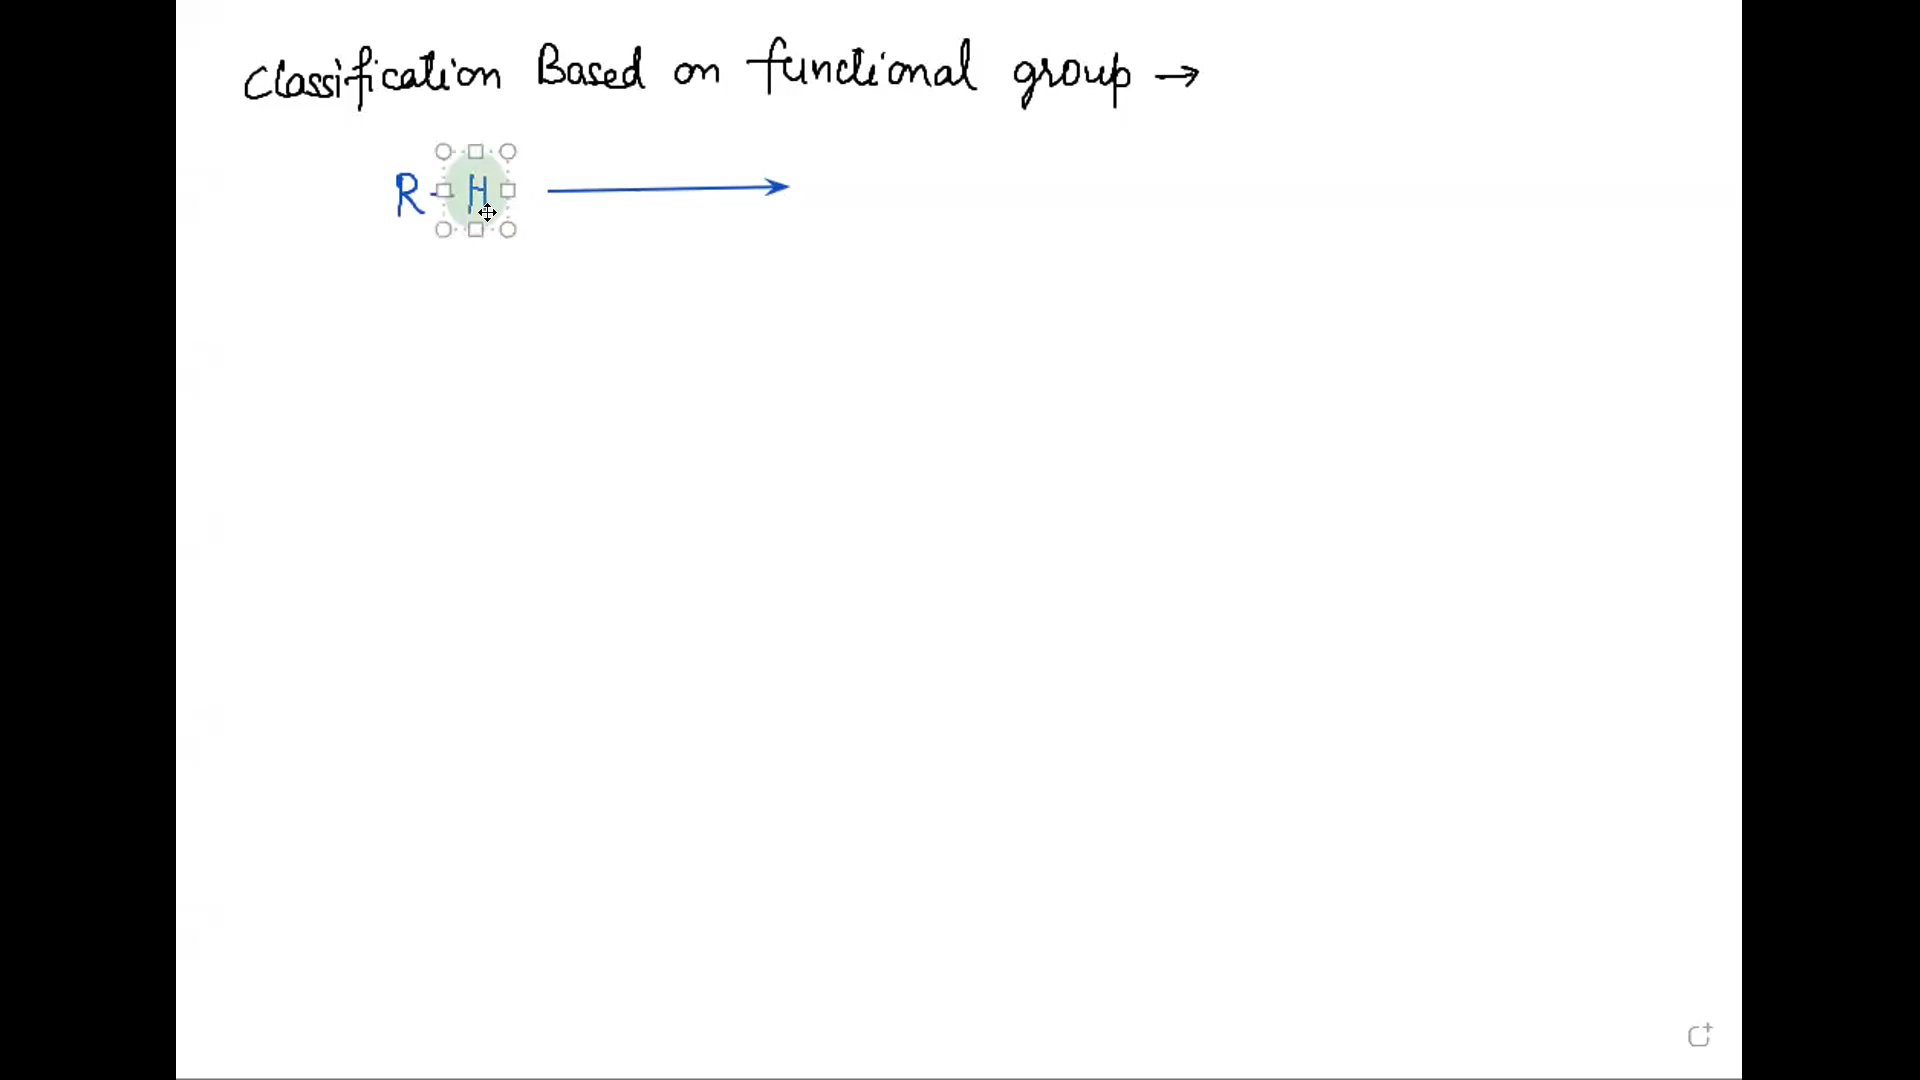 Classification Based on functional group →
R-H →